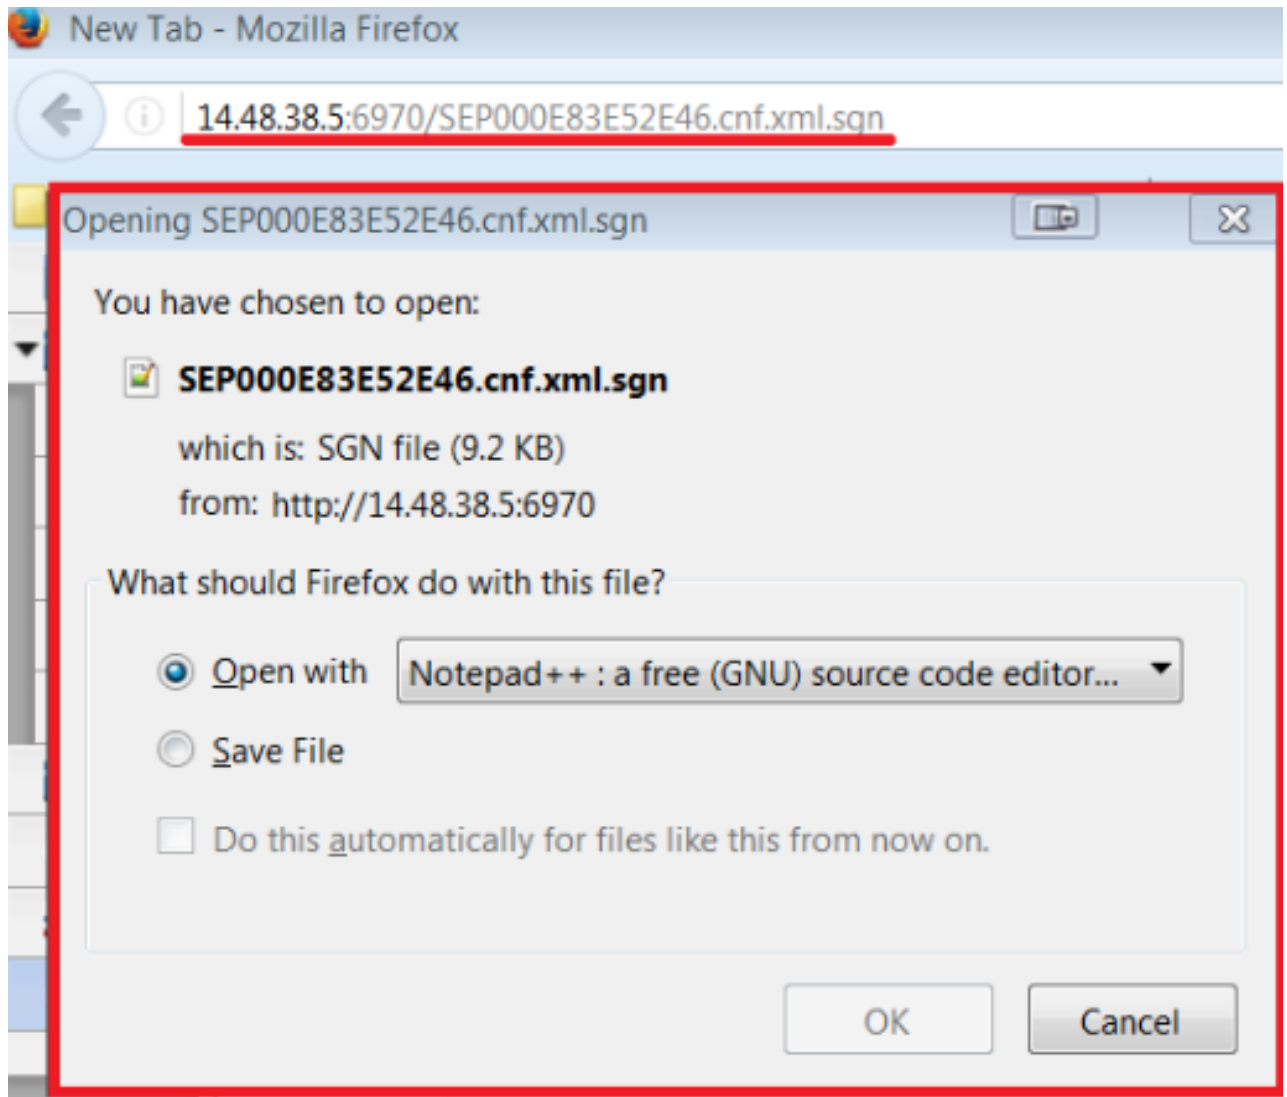 New Tab - Mozilla Firefox
14.48.38.5:6970/SEP000E83E52E46.cnf.xml.sgn
Opening SEP000E83E52E46.cnf.xml.sgn
You have chosen to open:
SEP000E83E52E46.cnf.xml.sgn
which is: SGN file (9.2 KB)
from: http://14.48.38.5:6970
What should Firefox do with this file?
Open with Notepad++ : a free (GNU) source code editor...
Save File
Do this automatically for files like this from now on.
OK Cancel